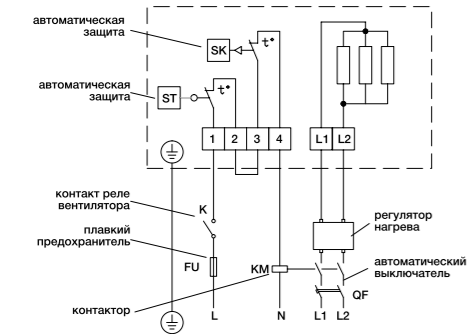 автоматическая
защита
SK
t°
автоматическая
защита
ST
t°
1 2 3 4 L1 L2
контакт реле
вентилятора
K
плавкий
предохранитель
FU
KM
контактор
регулятор
нагрева
автоматический
выключатель
QF
L N L1 L2